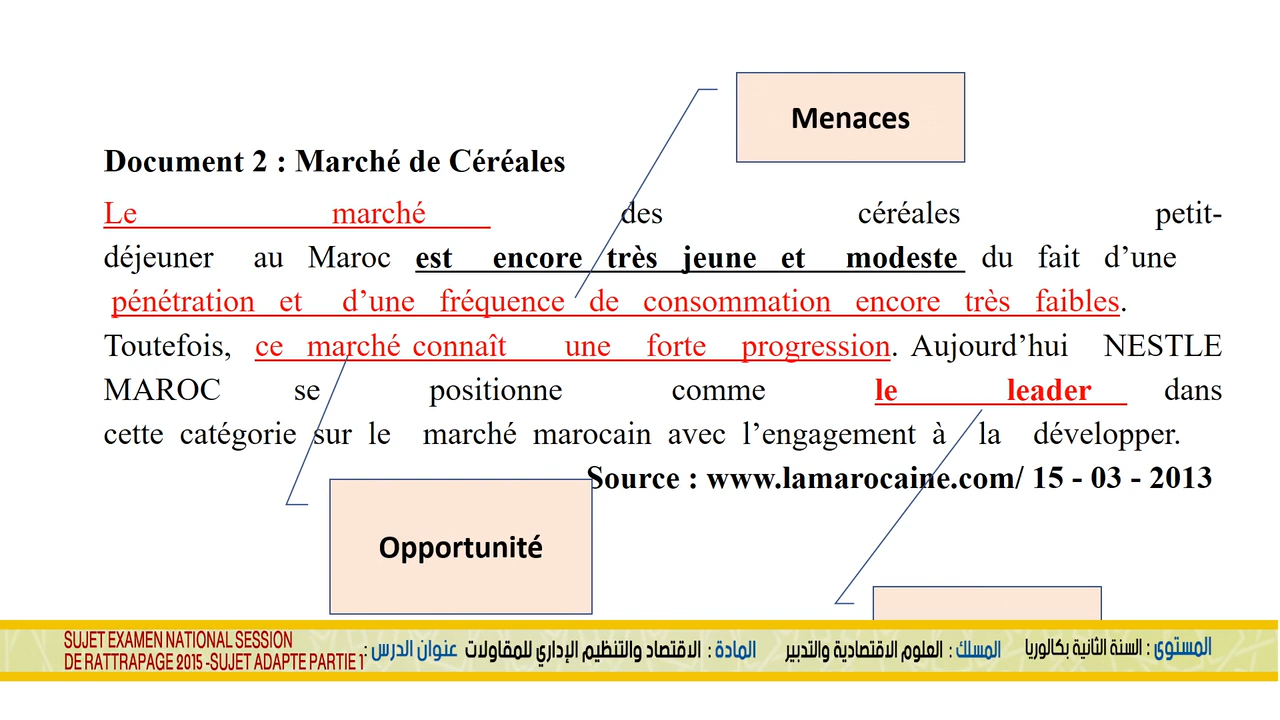 Menaces
Document 2 : Marché de Céréales
Le marché des céréales petit-
déjeuner au Maroc est encore très jeune et modeste du fait d’une
pénétration et d’une fréquence de consommation encore très faibles.
Toutefois, ce marché connaît une forte progression. Aujourd’hui NESTLE
MAROC se positionne comme le leader dans
cette catégorie sur le marché marocain avec l’engagement à la développer.
Source : www.lamarocaine.com/ 15 - 03 - 2013
Opportunité
المستوى : السنة الثانية بكالوريا المسلك : العلوم الاقتصادية والتدبير المادة : الاقتصاد والتنظيم الإداري للمقاولات عنوان الدرس :
SUJET EXAMEN NATIONAL SESSION
DE RATTRAPAGE 2015 -SUJET ADAPTE PARTIE 1